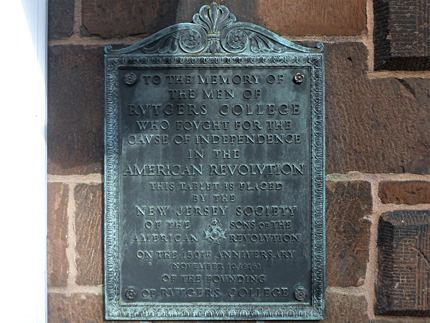 TO THE MEMORY OF
THE MEN OF
RVTGERS COLLEGE
WHO FOVGHT FOR THE
CAVSE OF INDEPENDENCE
IN THE
AMERICAN REVOLVTION
THIS TABLET IS PLACED
BY THE
NEW JERSEY SOCIETY
OF THE SONS OF THE
AMERICAN REVOLVTION
ON THE 150TH ANNIVERSARY
NOVEMBER 10
OF THE FOVNDING
OF RVTGERS COLLEGE